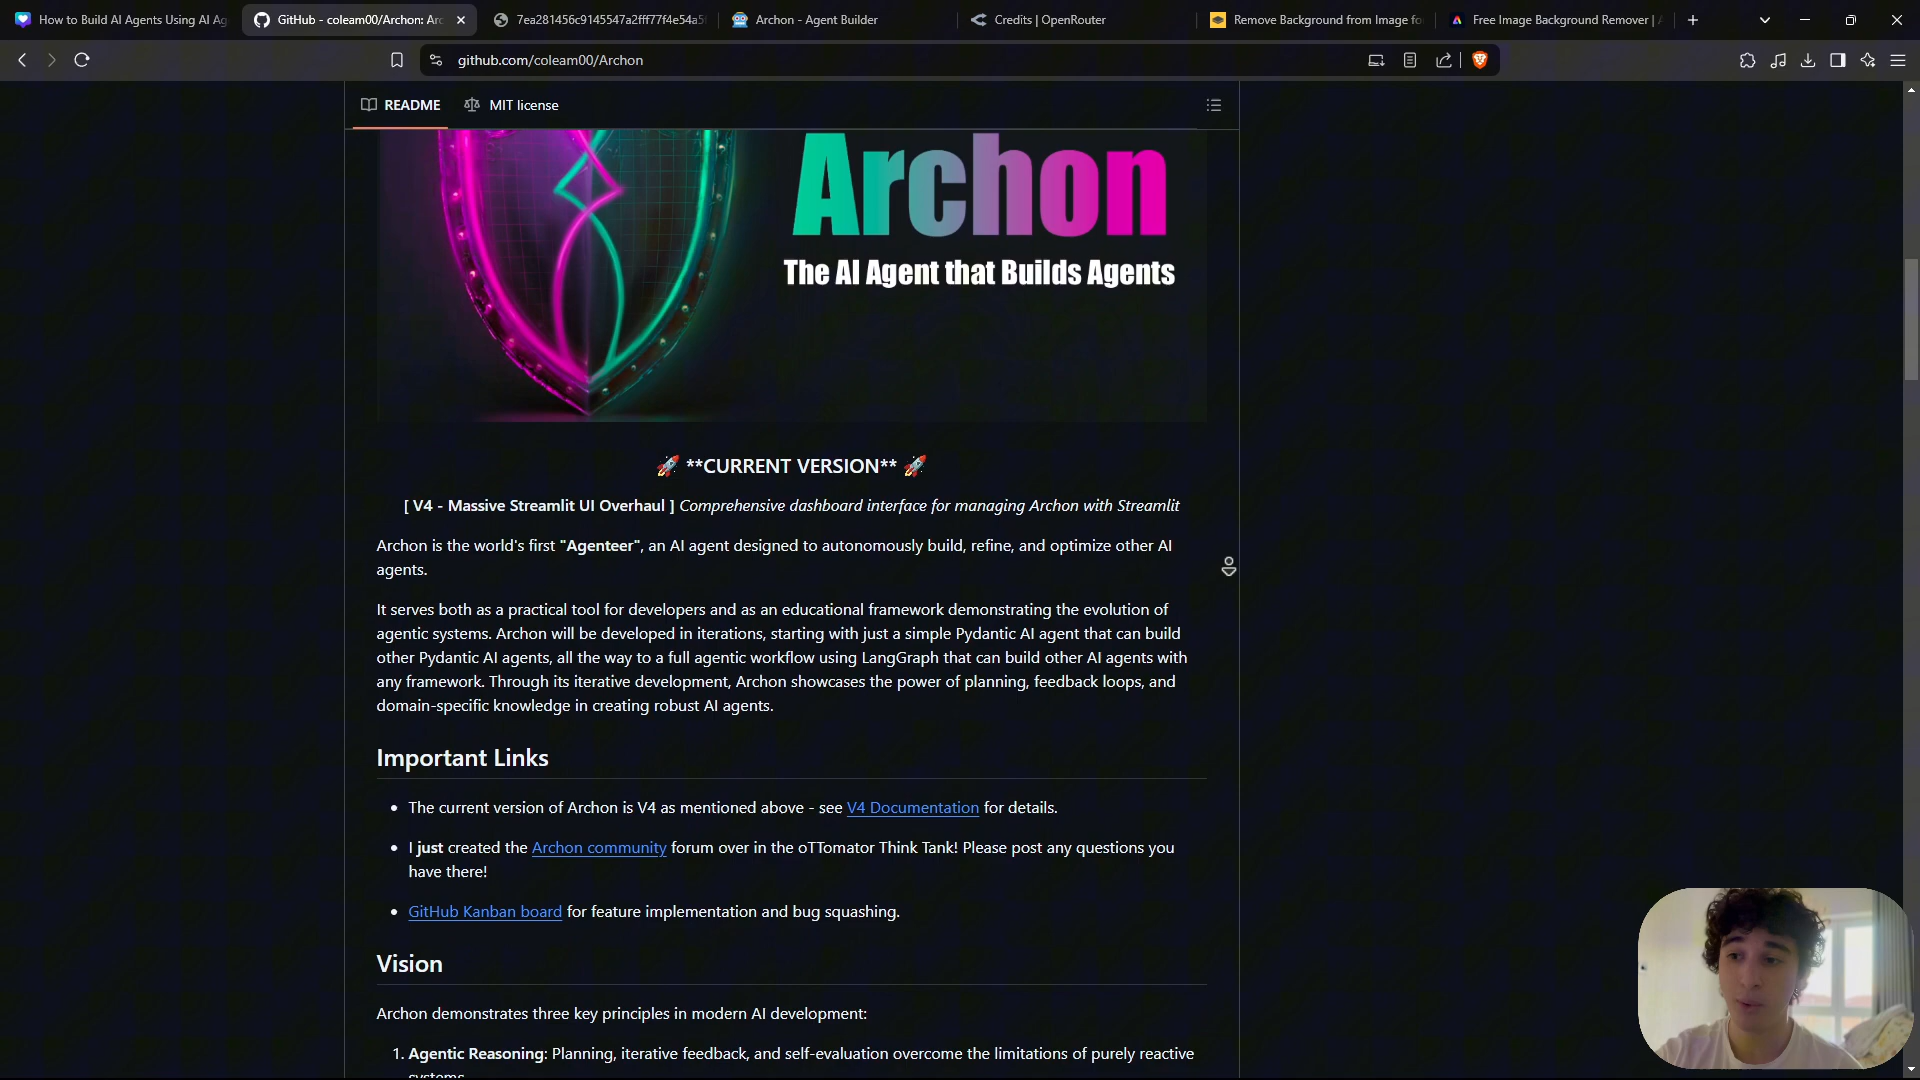 How to Build AI Agents Using AI Ag
GitHub - coleam00/Archon: Arc
7ea281456c9145547a2fff77f4e54a5
Archon - Agent Builder
Credits | OpenRouter
Remove Background from Image fo
Free Image Background Remover |
github.com/coleam00/Archon
README
MIT license
Archon
The AI Agent that Builds Agents
🚀 **CURRENT VERSION** 🚀
[ V4 - Massive Streamlit UI Overhaul ] Comprehensive dashboard interface for managing Archon with Streamlit
Archon is the world's first "Agenteer", an AI agent designed to autonomously build, refine, and optimize other AI
agents.
It serves both as a practical tool for developers and as an educational framework demonstrating the evolution of
agentic systems. Archon will be developed in iterations, starting with just a simple Pydantic AI agent that can build
other Pydantic AI agents, all the way to a full agentic workflow using LangGraph that can build other AI agents with
any framework. Through its iterative development, Archon showcases the power of planning, feedback loops, and
domain-specific knowledge in creating robust AI agents.
Important Links
• The current version of Archon is V4 as mentioned above - see V4 Documentation for details.
• I just created the Archon community forum over in the oTTomator Think Tank! Please post any questions you
have there!
• GitHub Kanban board for feature implementation and bug squashing.
Vision
Archon demonstrates three key principles in modern AI development:
1. Agentic Reasoning: Planning, iterative feedback, and self-evaluation overcome the limitations of purely reactive
systems.